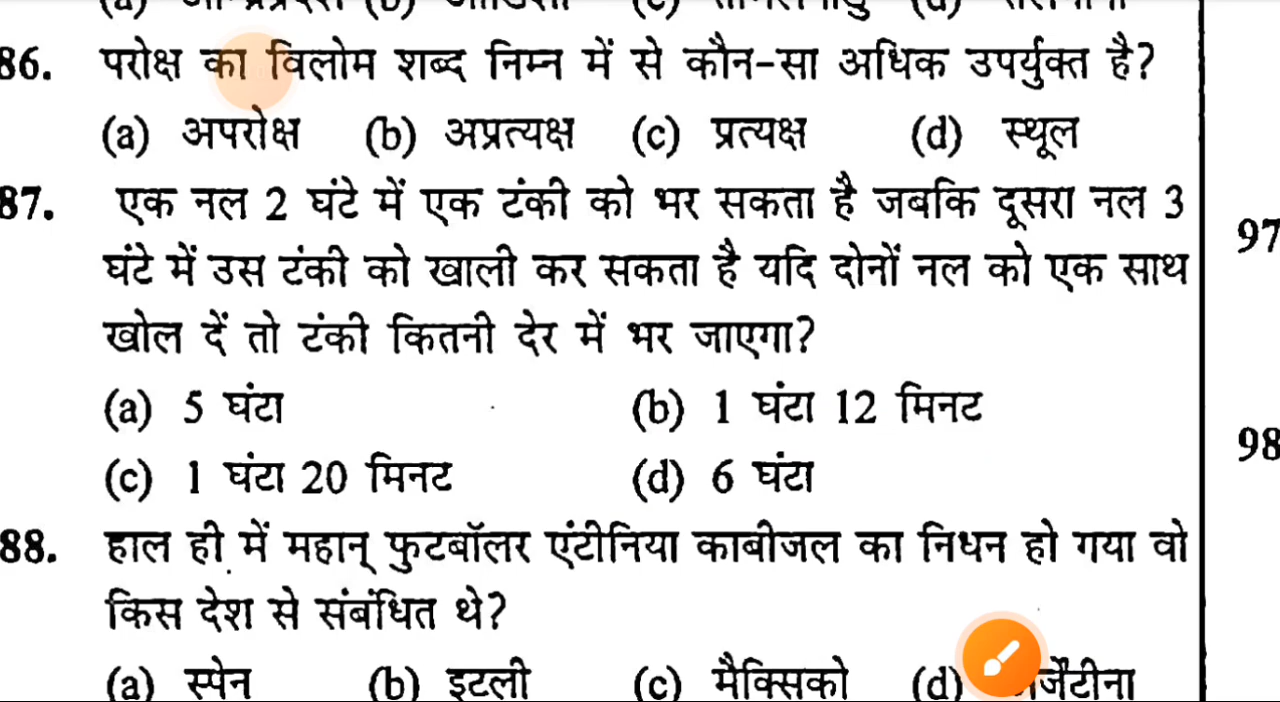 86. परोक्ष का विलोम शब्द निम्न में से कौन-सा अधिक उपर्युक्त है?
(a) अपरोक्ष (b) अप्रत्यक्ष (c) प्रत्यक्ष (d) स्थूल
87. एक नल 2 घंटे में एक टंकी को भर सकता है जबकि दूसरा नल 3
घंटे में उस टंकी को खाली कर सकता है यदि दोनों नल को एक साथ
खोल दें तो टंकी कितनी देर में भर जाएगा?
(a) 5 घंटा (b) 1 घंटा 12 मिनट
(c) 1 घंटा 20 मिनट (d) 6 घंटा
88. हाल ही में महान् फुटबॉलर एंटीनिया काबीजल का निधन हो गया वो
किस देश से संबंधित थे?
(a) स्पेन (b) इटली (c) मैक्सिको (d)
97
98